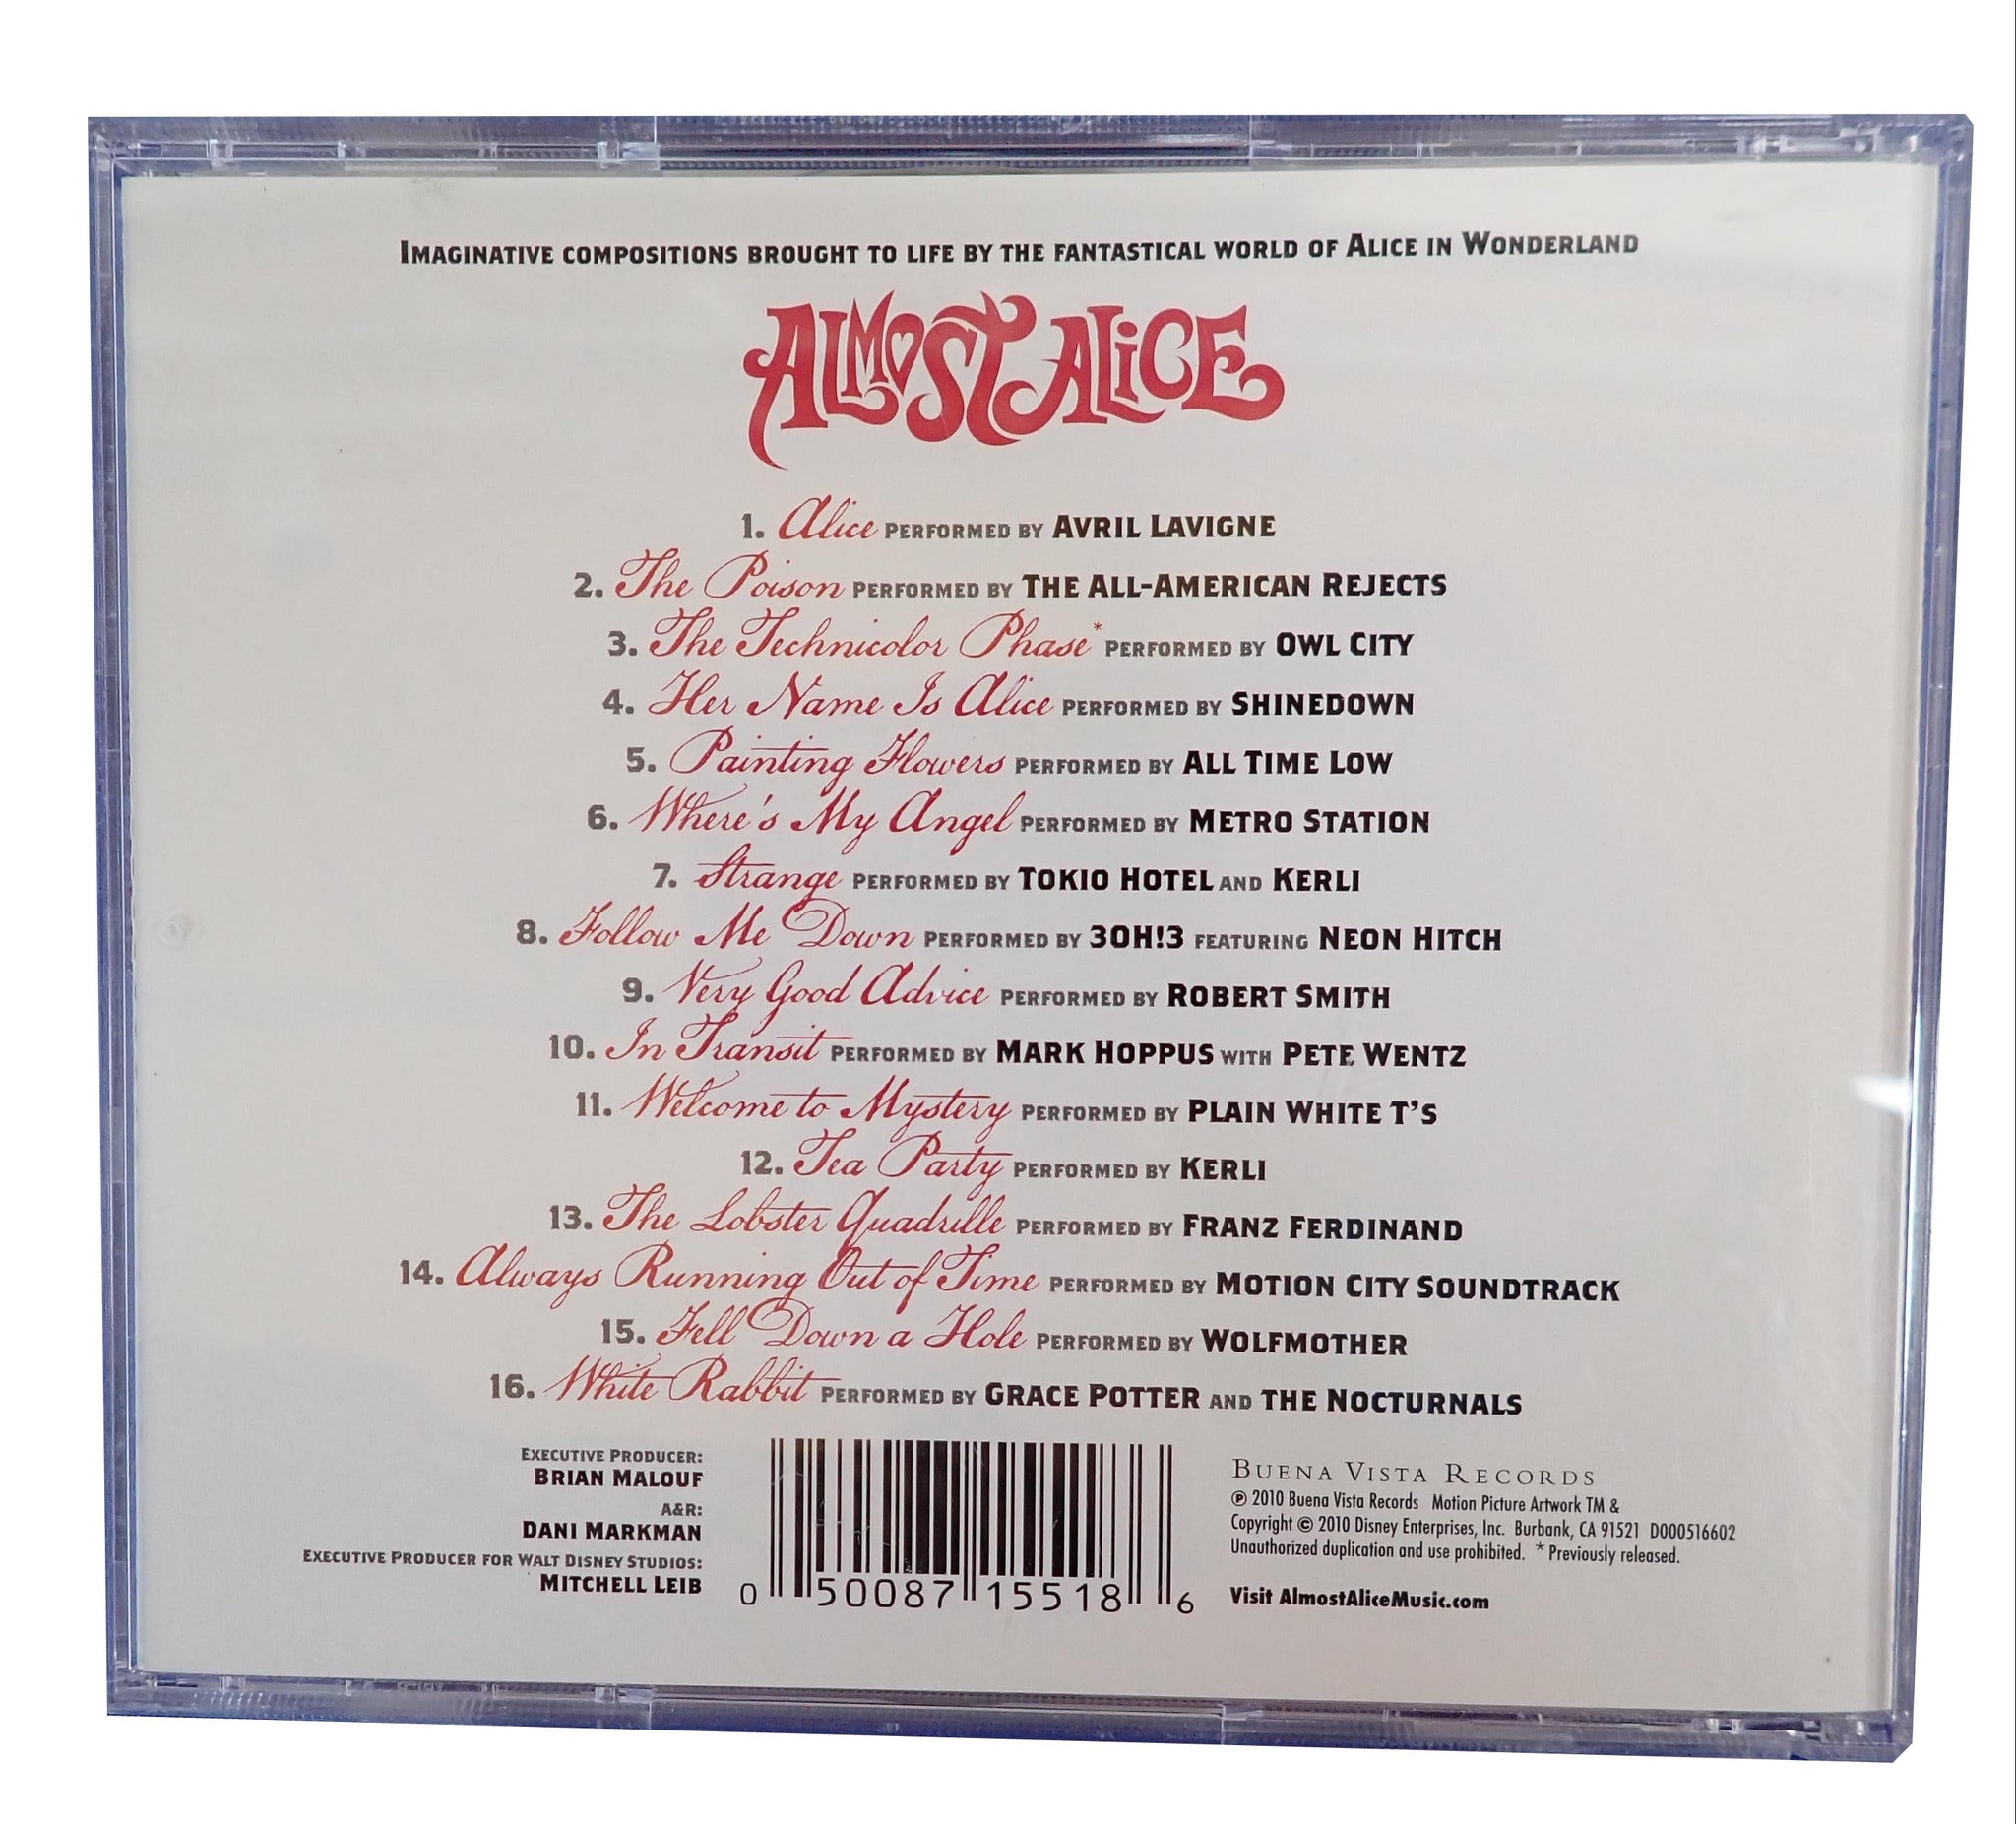 Imaginative compositions brought to life by the fantastical world of Alice in Wonderland
Almost Alice
1. Alice performed by Avril Lavigne
2. The Poison performed by The All-American Rejects
3. The Technicolor Phase* performed by Owl City
4. Her Name Is Alice performed by Shinedown
5. Painting Flowers performed by All Time Low
6. Where's My Angel performed by Metro Station
7. Strange performed by Tokio Hotel and Kerli
8. Follow Me Down performed by 3OH!3 featuring Neon Hitch
9. Very Good Advice performed by Robert Smith
10. In Transit performed by Mark Hoppus with Pete Wentz
11. Welcome to Mystery performed by Plain White T's
12. Tea Party performed by Kerli
13. The Lobster Quadrille performed by Franz Ferdinand
14. Always Running Out of Time performed by Motion City Soundtrack
15. Fell Down a Hole performed by Wolfmother
16. White Rabbit performed by Grace Potter and The Nocturnals
Executive Producer:
Brian Malouf
A&R:
Dani Markman
Executive Producer for Walt Disney Studios:
Mitchell Leib
0 50087 15518 6
Buena Vista Records
℗ 2010 Buena Vista Records Motion Picture Artwork TM &
Copyright © 2010 Disney Enterprises, Inc. Burbank, CA 91521 D000516602
Unauthorized duplication and use prohibited. *Previously released.
Visit AlmostAliceMusic.com